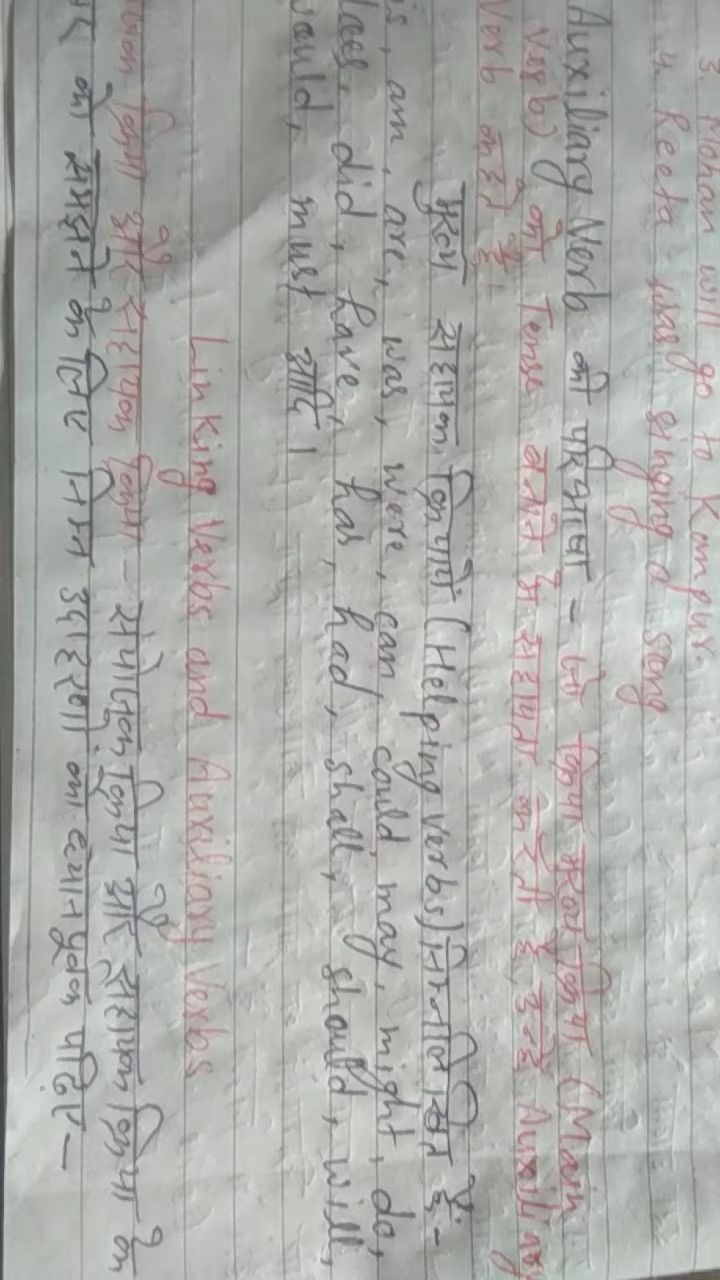 3. Mohan will go to Kanpur.
4. Reeta was singing a song
Auxiliary Verb की परिभाषा - जो क्रिया मुख्य क्रिया (Main
Verb) को Tense बनाने में सहायता करती है, उन्हें Auxiliary
Verb कहते हैं।
मुख्य सहायक क्रियायें (Helping verbs) निम्नलिखित हैं -
is, am, are, was, were, can, could, may, might, do,
does, did, have, has, had, shall, should, will,
would, must आदि।
Linking Verbs and Auxiliary Verbs
क्रिया और सहायक क्रिया - संयोजक क्रिया और सहायक क्रिया के
को समझने के लिए निम्न उदाहरणों का ध्यानपूर्वक पढ़िए -